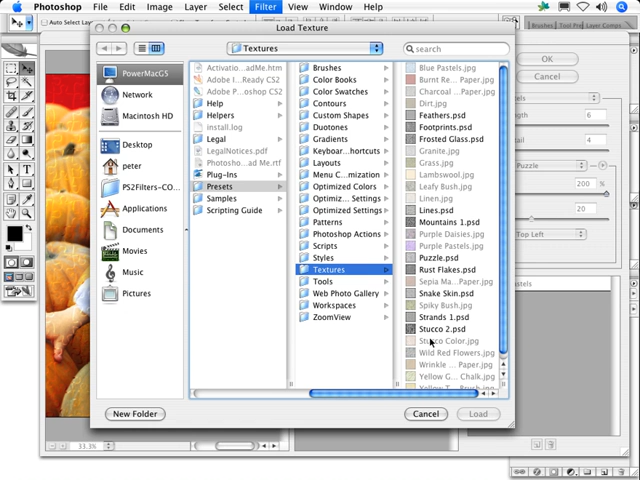 Photoshop File Edit Image Layer Select Filter View Window Help
Load Texture
Textures
search
PowerMacG5
Network
Macintosh HD
Desktop
peter
PS2Filters-CO...
Applications
Documents
Movies
Music
Pictures
Activatio...adMe.htm
Adobe I...Ready CS2
Adobe P...oshop CS2
Help
Helpers
install.log
Legal
LegalNotices.pdf
Photosho...ad Me.rtf
Plug-Ins
Presets
Samples
Scripting Guide
Brushes
Color Books
Color Swatches
Contours
Custom Shapes
Duotones
Gradients
Keyboar...hortcuts
Layouts
Menu C...mization
Optimized Colors
Optimi... Settings
Optimized Settings
Patterns
Photoshop Actions
Scripts
Styles
Textures
Tools
Web Photo Gallery
Workspaces
ZoomView
Blue Pastels.jpg
Burnt Re... Paper.jpg
Charcoal ...Paper.jpg
Dirt.jpg
Feathers.psd
Footprints.psd
Frosted Glass.psd
Granite.jpg
Grass.jpg
Lambswool.jpg
Leafy Bush.jpg
Linen.jpg
Lines.psd
Mountains 1.psd
Purple Daisies.jpg
Purple Pastels.jpg
Puzzle.psd
Rust Flakes.psd
Sepia Ma...Paper.jpg
Snake Skin.psd
Spiky Bush.jpg
Strands 1.psd
Stucco 2.psd
Stucco Color.jpg
Wild Red Flowers.jpg
Wrinkle ... Paper.jpg
Yellow G... Chalk.jpg
New Folder
Cancel
Load
Auto Select Lay
Brushes Tool Pre Layer Comps
OK
Cancel
6
4
Puzzle
200 %
20
Top Left
33.3%